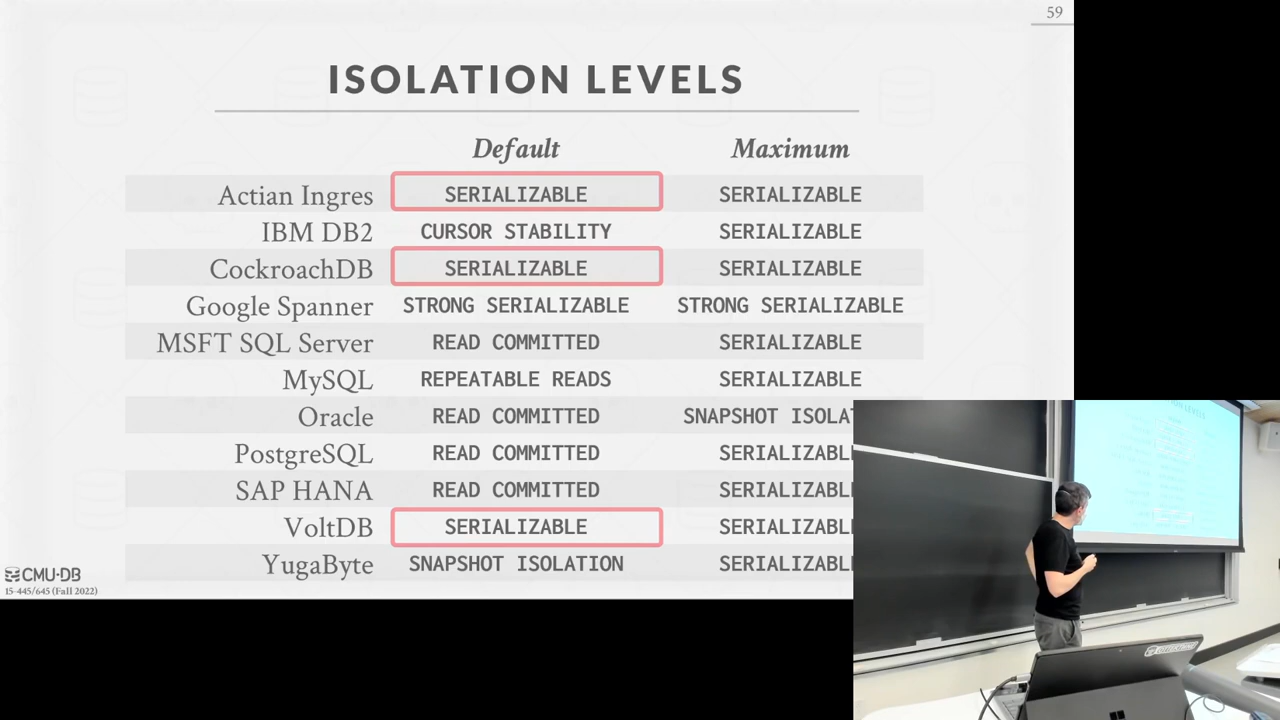 59
ISOLATION LEVELS
Default Maximum
Actian Ingres SERIALIZABLE SERIALIZABLE
IBM DB2 CURSOR STABILITY SERIALIZABLE
CockroachDB SERIALIZABLE SERIALIZABLE
Google Spanner STRONG SERIALIZABLE STRONG SERIALIZABLE
MSFT SQL Server READ COMMITTED SERIALIZABLE
MySQL REPEATABLE READS SERIALIZABLE
Oracle READ COMMITTED SNAPSHOT ISOLAT
PostgreSQL READ COMMITTED SERIALIZABL
SAP HANA READ COMMITTED SERIALIZABL
VoltDB SERIALIZABLE SERIALIZABL
YugaByte SNAPSHOT ISOLATION SERIALIZABL
CMU·DB
15-445/645 (Fall 2022)